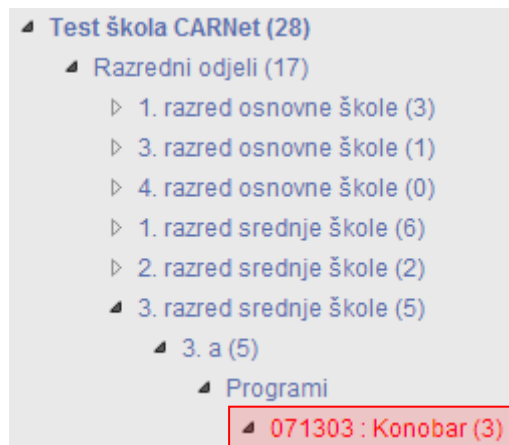 Test škola CARNet (28)
Razredni odjeli (17)
1. razred osnovne škole (3)
3. razred osnovne škole (1)
4. razred osnovne škole (0)
1. razred srednje škole (6)
2. razred srednje škole (2)
3. razred srednje škole (5)
3. a (5)
Programi
071303 : Konobar (3)